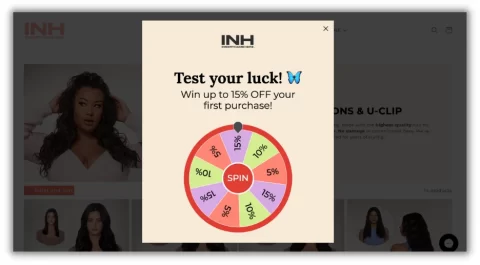 INH
INH
Test your luck! 🦋
Win up to 15% OFF your
first purchase!
15%
10%
5%
15%
10%
5%
15%
10%
5%
SPIN
ONS & U-CLIP